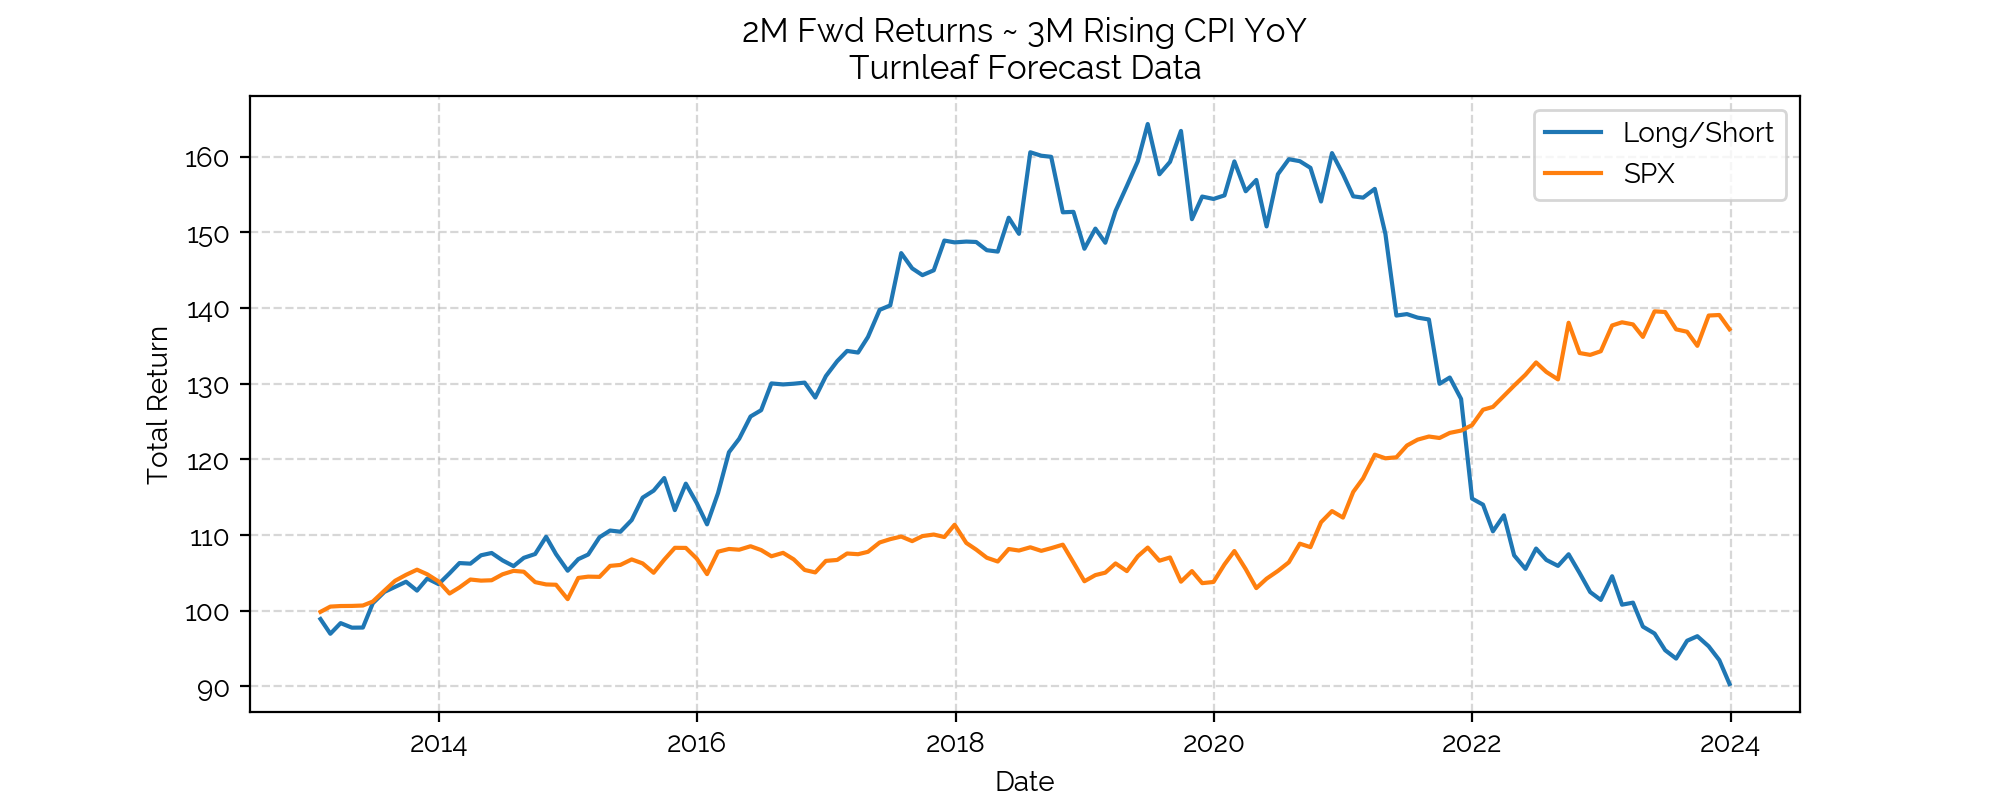 2M Fwd Returns ~ 3M Rising CPI YoY
Turnleaf Forecast Data
Long/Short
SPX
Total Return
160
150
140
130
120
110
100
90
2014
2016
2018
2020
2022
2024
Date